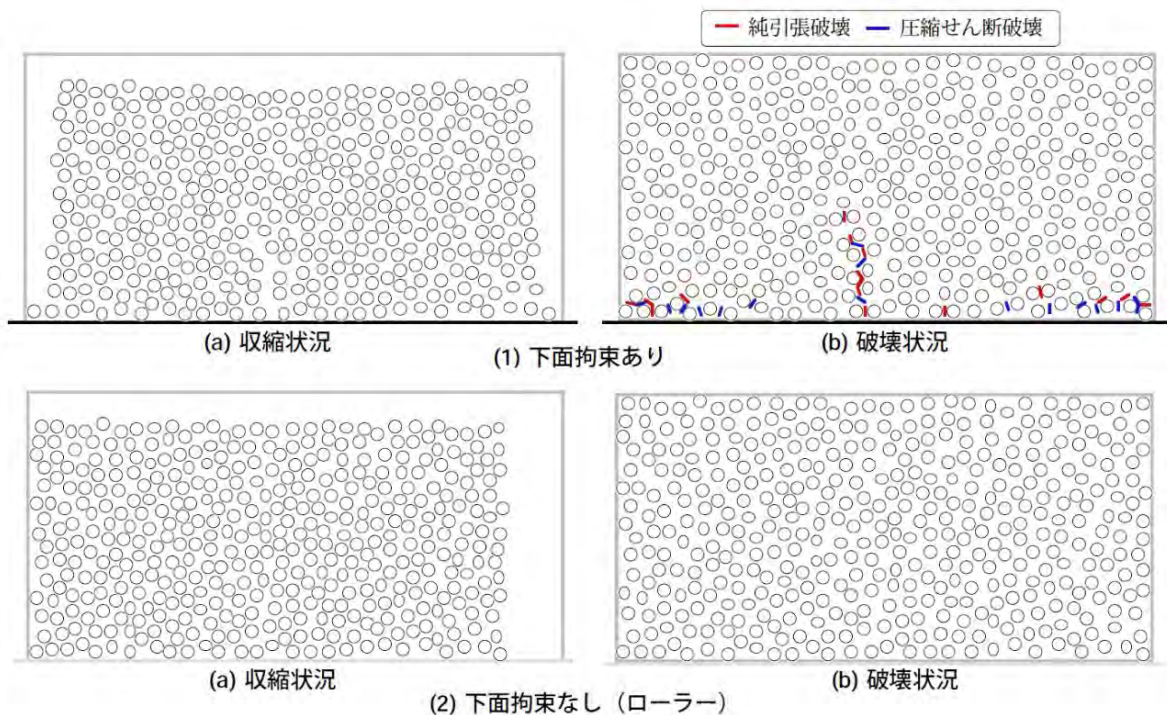 純引張破壊 圧縮せん断破壊
(a) 収縮状況
(b) 破壊状況
(1) 下面拘束あり
(a) 収縮状況
(b) 破壊状況
(2) 下面拘束なし（ローラー）